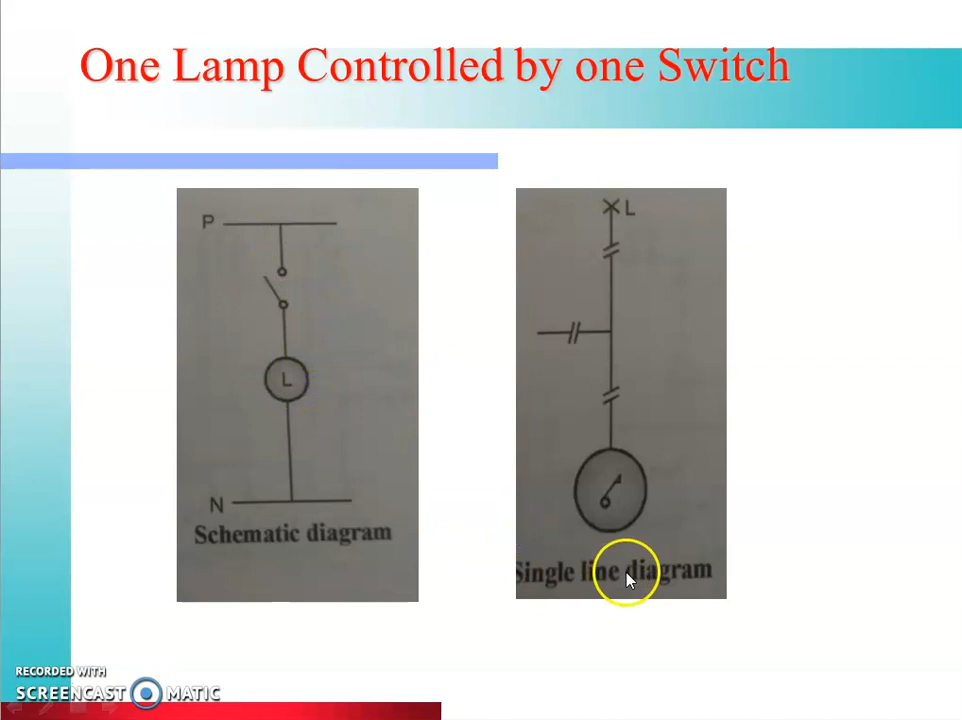 One Lamp Controlled by one Switch
P
L
N
Schematic diagram
L
Single line diagram
RECORDED WITH
SCREENCAST MATIC